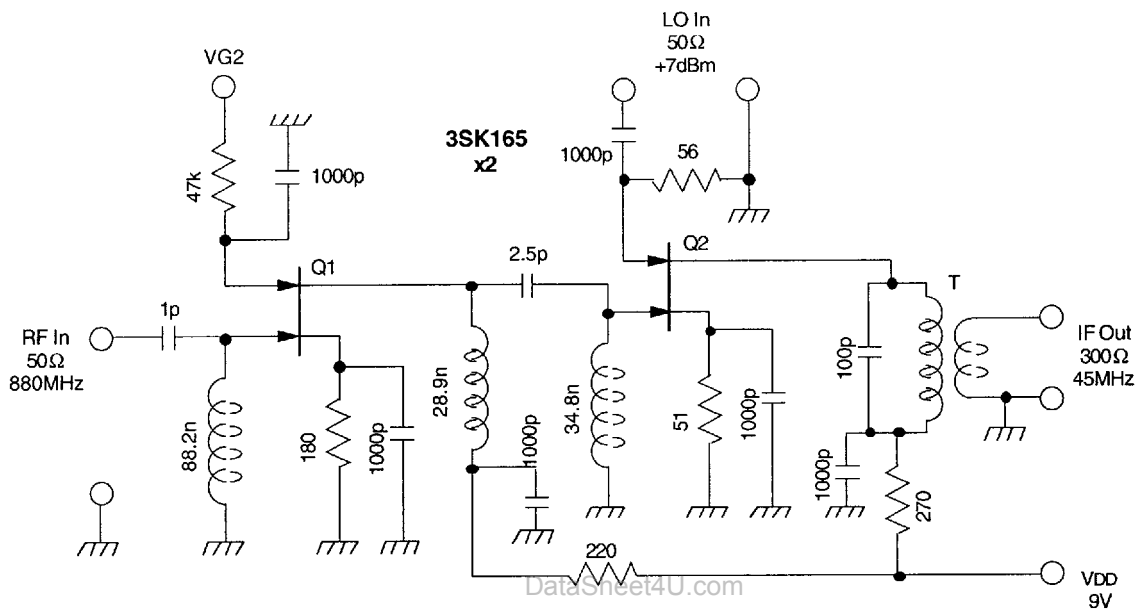 LO In
50Ω
+7dBm
VG2
3SK165
x2
47k
1000p
1000p
56
Q1
2.5p
Q2
T
1p
RF In
50Ω
880MHz
IF Out
300Ω
45MHz
88.2n
180
1000p
28.9n
1000p
34.8n
51
1000p
100p
1000p
270
220
VDD
9V
DataSheet4U.com